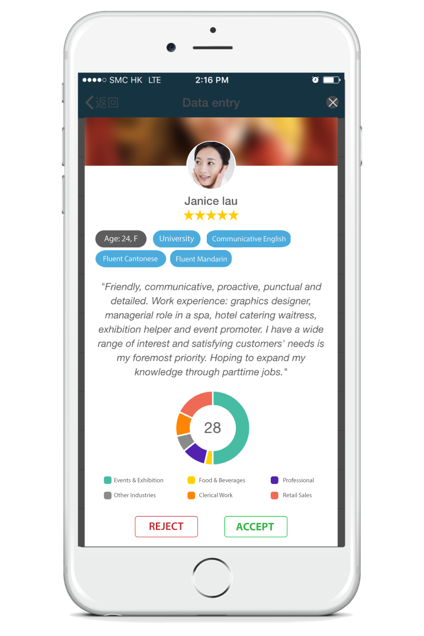 SMC HK LTE 2:16 PM
返回 Data entry
Janice lau
Age: 24, F University Communicative English
Fluent Cantonese Fluent Mandarin
"Friendly, communicative, proactive, punctual and
detailed. Work experience: graphics designer,
managerial role in a spa, hotel catering waitress,
exhibition helper and event promoter. I have a wide
range of interest and satisfying customers' needs is
my foremost priority. Hoping to expand my
knowledge through parttime jobs."
28
Events & Exhibition Food & Beverages Professional
Other Industries Clerical Work Retail Sales
REJECT ACCEPT